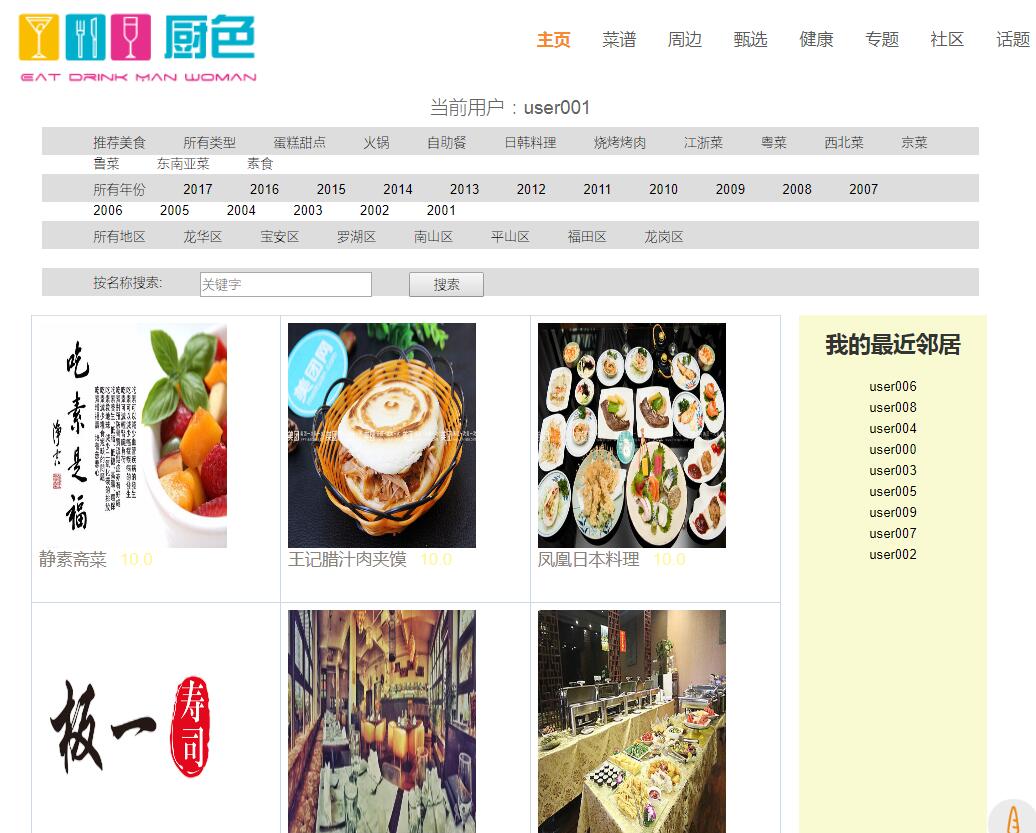 厨色
EAT DRINK MAN WOMAN
主页 菜谱 周边 甄选 健康 专题 社区 话题
当前用户：user001
推荐美食 所有类型 蛋糕甜点 火锅 自助餐 日韩料理 烧烤烤肉 江浙菜 粤菜 西北菜 京菜
鲁菜 东南亚菜 素食
所有年份 2017 2016 2015 2014 2013 2012 2011 2010 2009 2008 2007
2006 2005 2004 2003 2002 2001
所有地区 龙华区 宝安区 罗湖区 南山区 平山区 福田区 龙岗区
按名称搜索: 关键字 搜索
吃素是福
美团网
静素斋菜 10.0
王记腊汁肉夹馍 10.0
凤凰日本料理 10.0
板一
寿司
我的最近邻居
user006
user008
user004
user000
user003
user005
user009
user007
user002